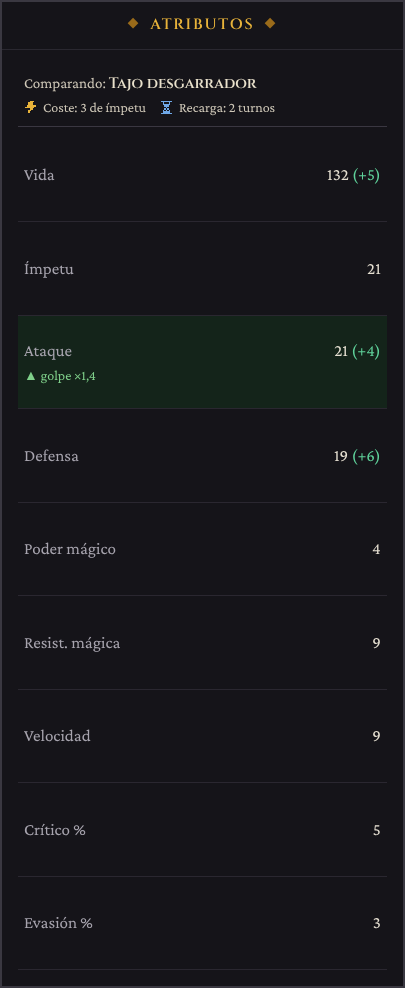 ATRIBUTOS
Comparando: TAJO DESGARRADOR
Coste: 3 de ímpetu Recarga: 2 turnos
Vida 132 (+5)
Ímpetu 21
Ataque 21 (+4)
▲ golpe ×1,4
Defensa 19 (+6)
Poder mágico 4
Resist. mágica 9
Velocidad 9
Crítico % 5
Evasión % 3